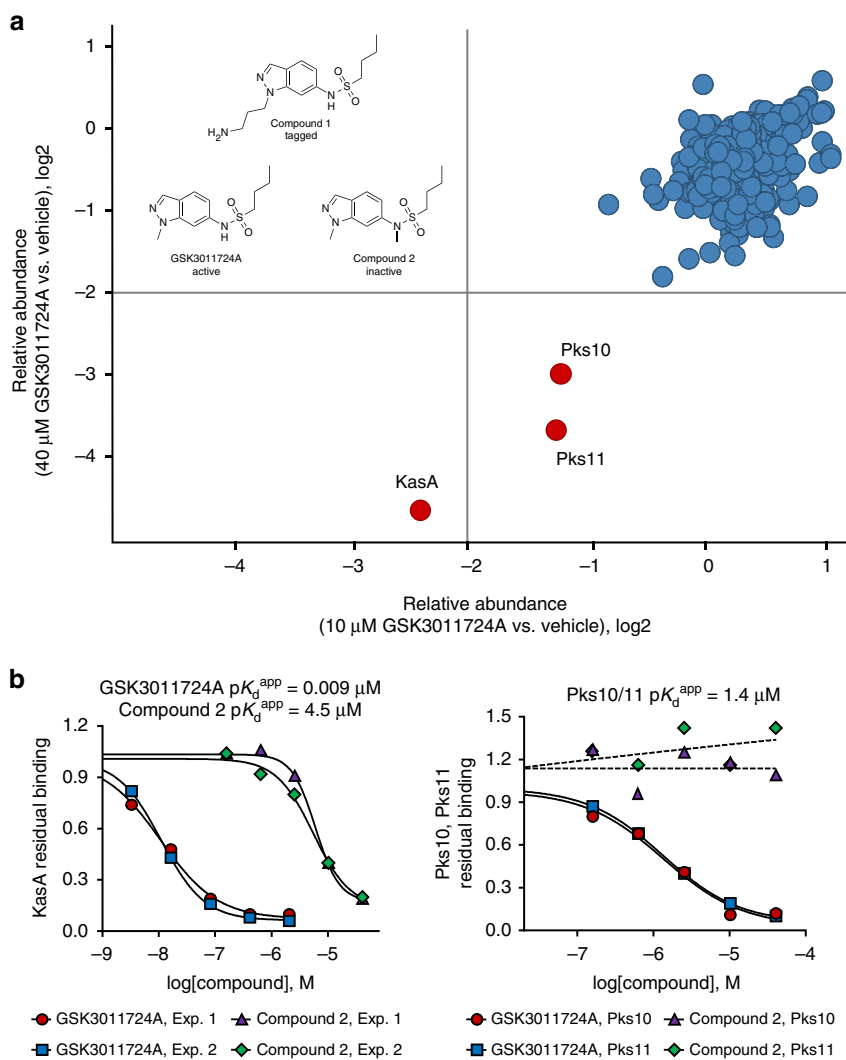 a
Relative abundance
(40 μM GSK3011724A vs. vehicle), log2
1
0
–1
–2
–3
–4
N
N
O
S
O
N
H
H2N
Compound 1
tagged
N
N
O
S
O
N
H
GSK3011724A
active
N
N
O
S
O
N
Compound 2
inactive
Pks10
Pks11
KasA
–4
–3
–2
–1
0
1
Relative abundance
(10 μM GSK3011724A vs. vehicle), log2
b
GSK3011724A pKd^app = 0.009 μM
Compound 2 pKd^app = 4.5 μM
KasA residual binding
1.2
0.9
0.6
0.3
0.0
–9
–8
–7
–6
–5
log[compound], M
GSK3011724A, Exp. 1
Compound 2, Exp. 1
GSK3011724A, Exp. 2
Compound 2, Exp. 2
Pks10/11 pKd^app = 1.4 μM
Pks10, Pks11
residual binding
1.5
1.2
0.9
0.6
0.3
0.0
–7
–6
–5
–4
log[compound], M
GSK3011724A, Pks10
Compound 2, Pks10
GSK3011724A, Pks11
Compound 2, Pks11